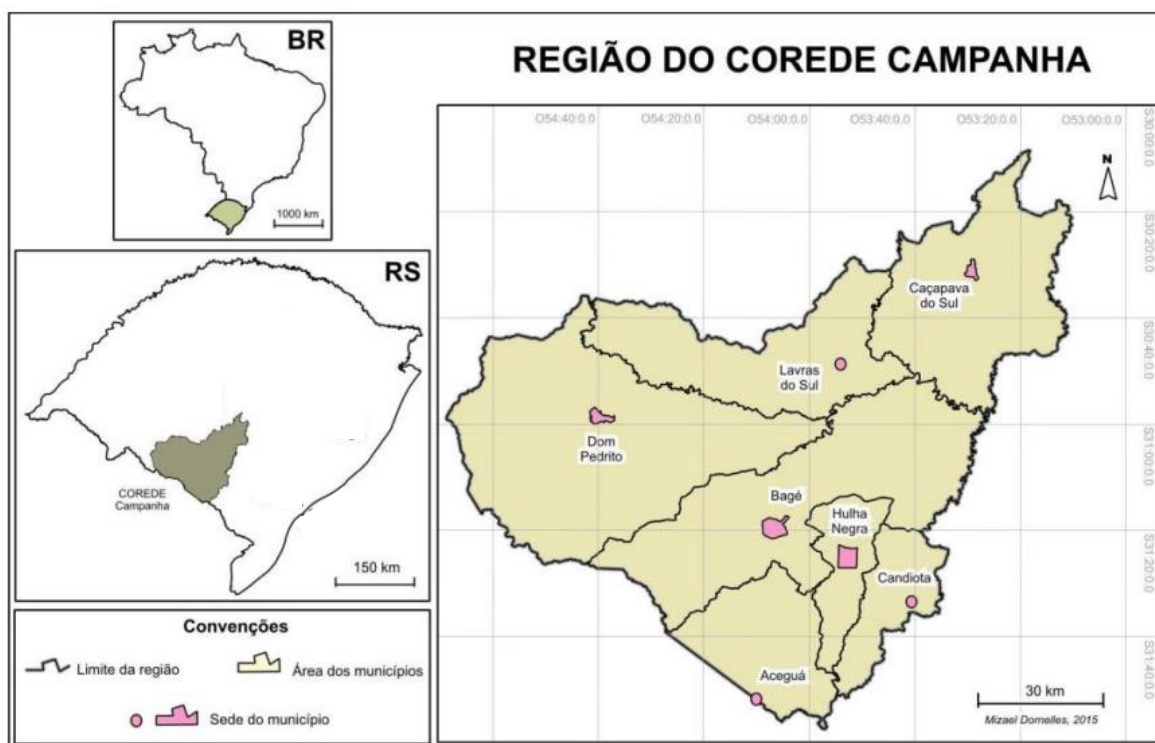 BR
1000 km
RS
COREDE
Campanha
150 km
Convenções
Limite da região
Área dos municípios
Sede do município
REGIÃO DO COREDE CAMPANHA
O54:40:0.0
O54:20:0.0
O54:00:0.0
O53:40:0.0
O53:20:0.0
O53:00:0.0
S30:00:0.0
S30:20:0.0
S30:40:0.0
S31:00:0.0
S31:20:0.0
S31:40:0.0
N
Caçapava
do Sul
Lavras
do Sul
Dom
Pedrito
Bagé
Hulha
Negra
Candiota
Aceguá
30 km
Mizael Dornelles, 2015